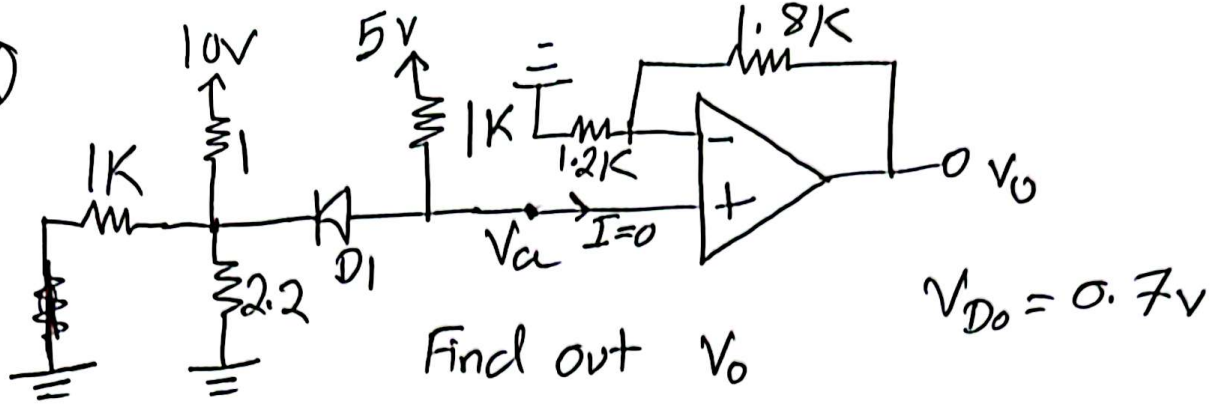 10V
5V
1.8K
1K
1K
1
1.2K
-
+
Vo
Va
I=0
D1
2.2
VDo = 0.7v
Find out Vo